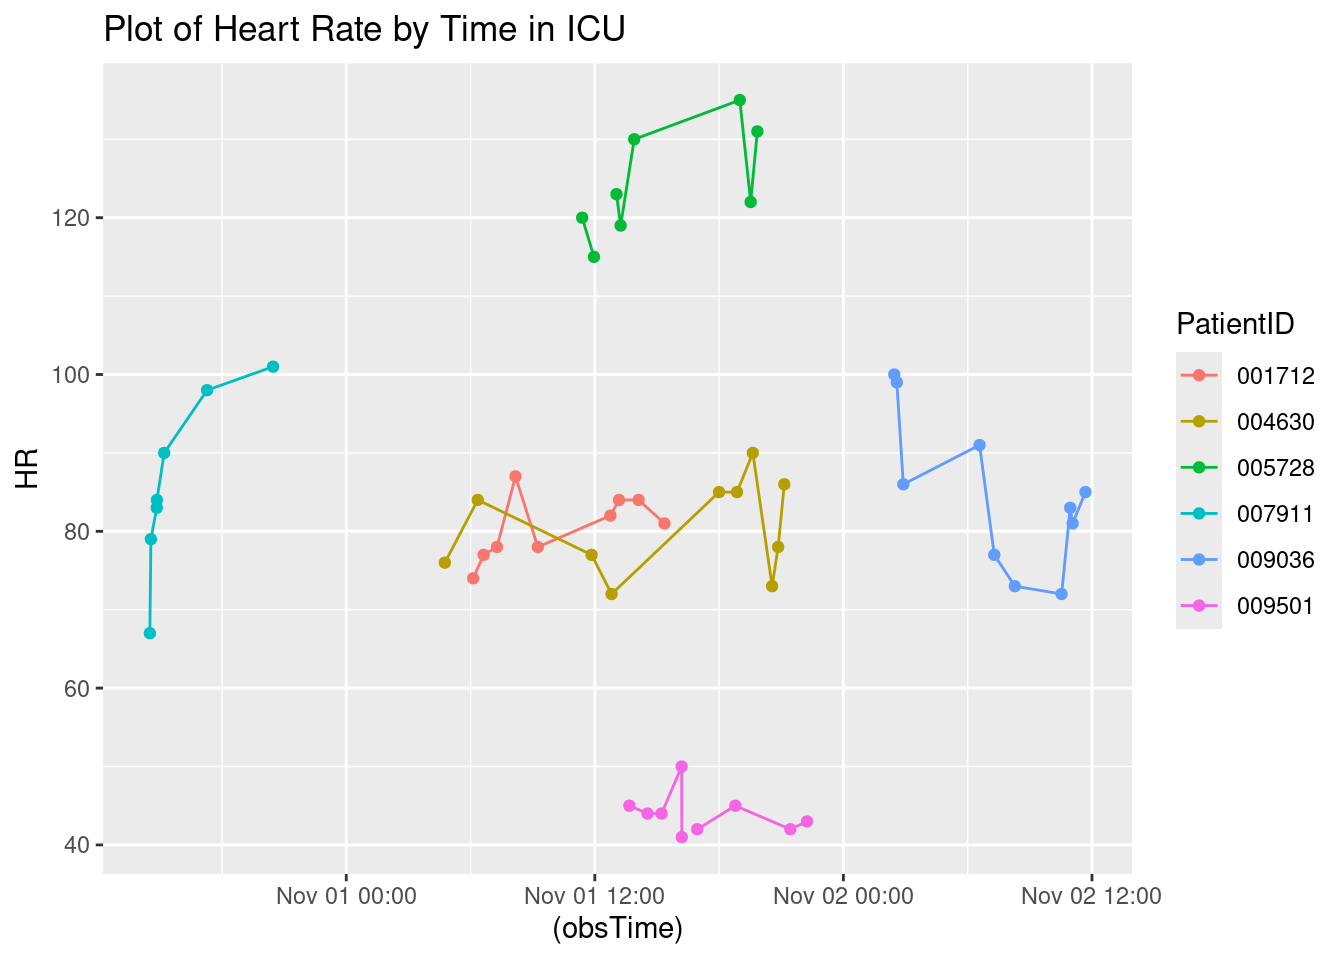 Plot of Heart Rate by Time in ICU
HR
120
100
80
60
40
Nov 01 00:00 Nov 01 12:00 Nov 02 00:00 Nov 02 12:00
(obsTime)
PatientID
001712
004630
005728
007911
009036
009501